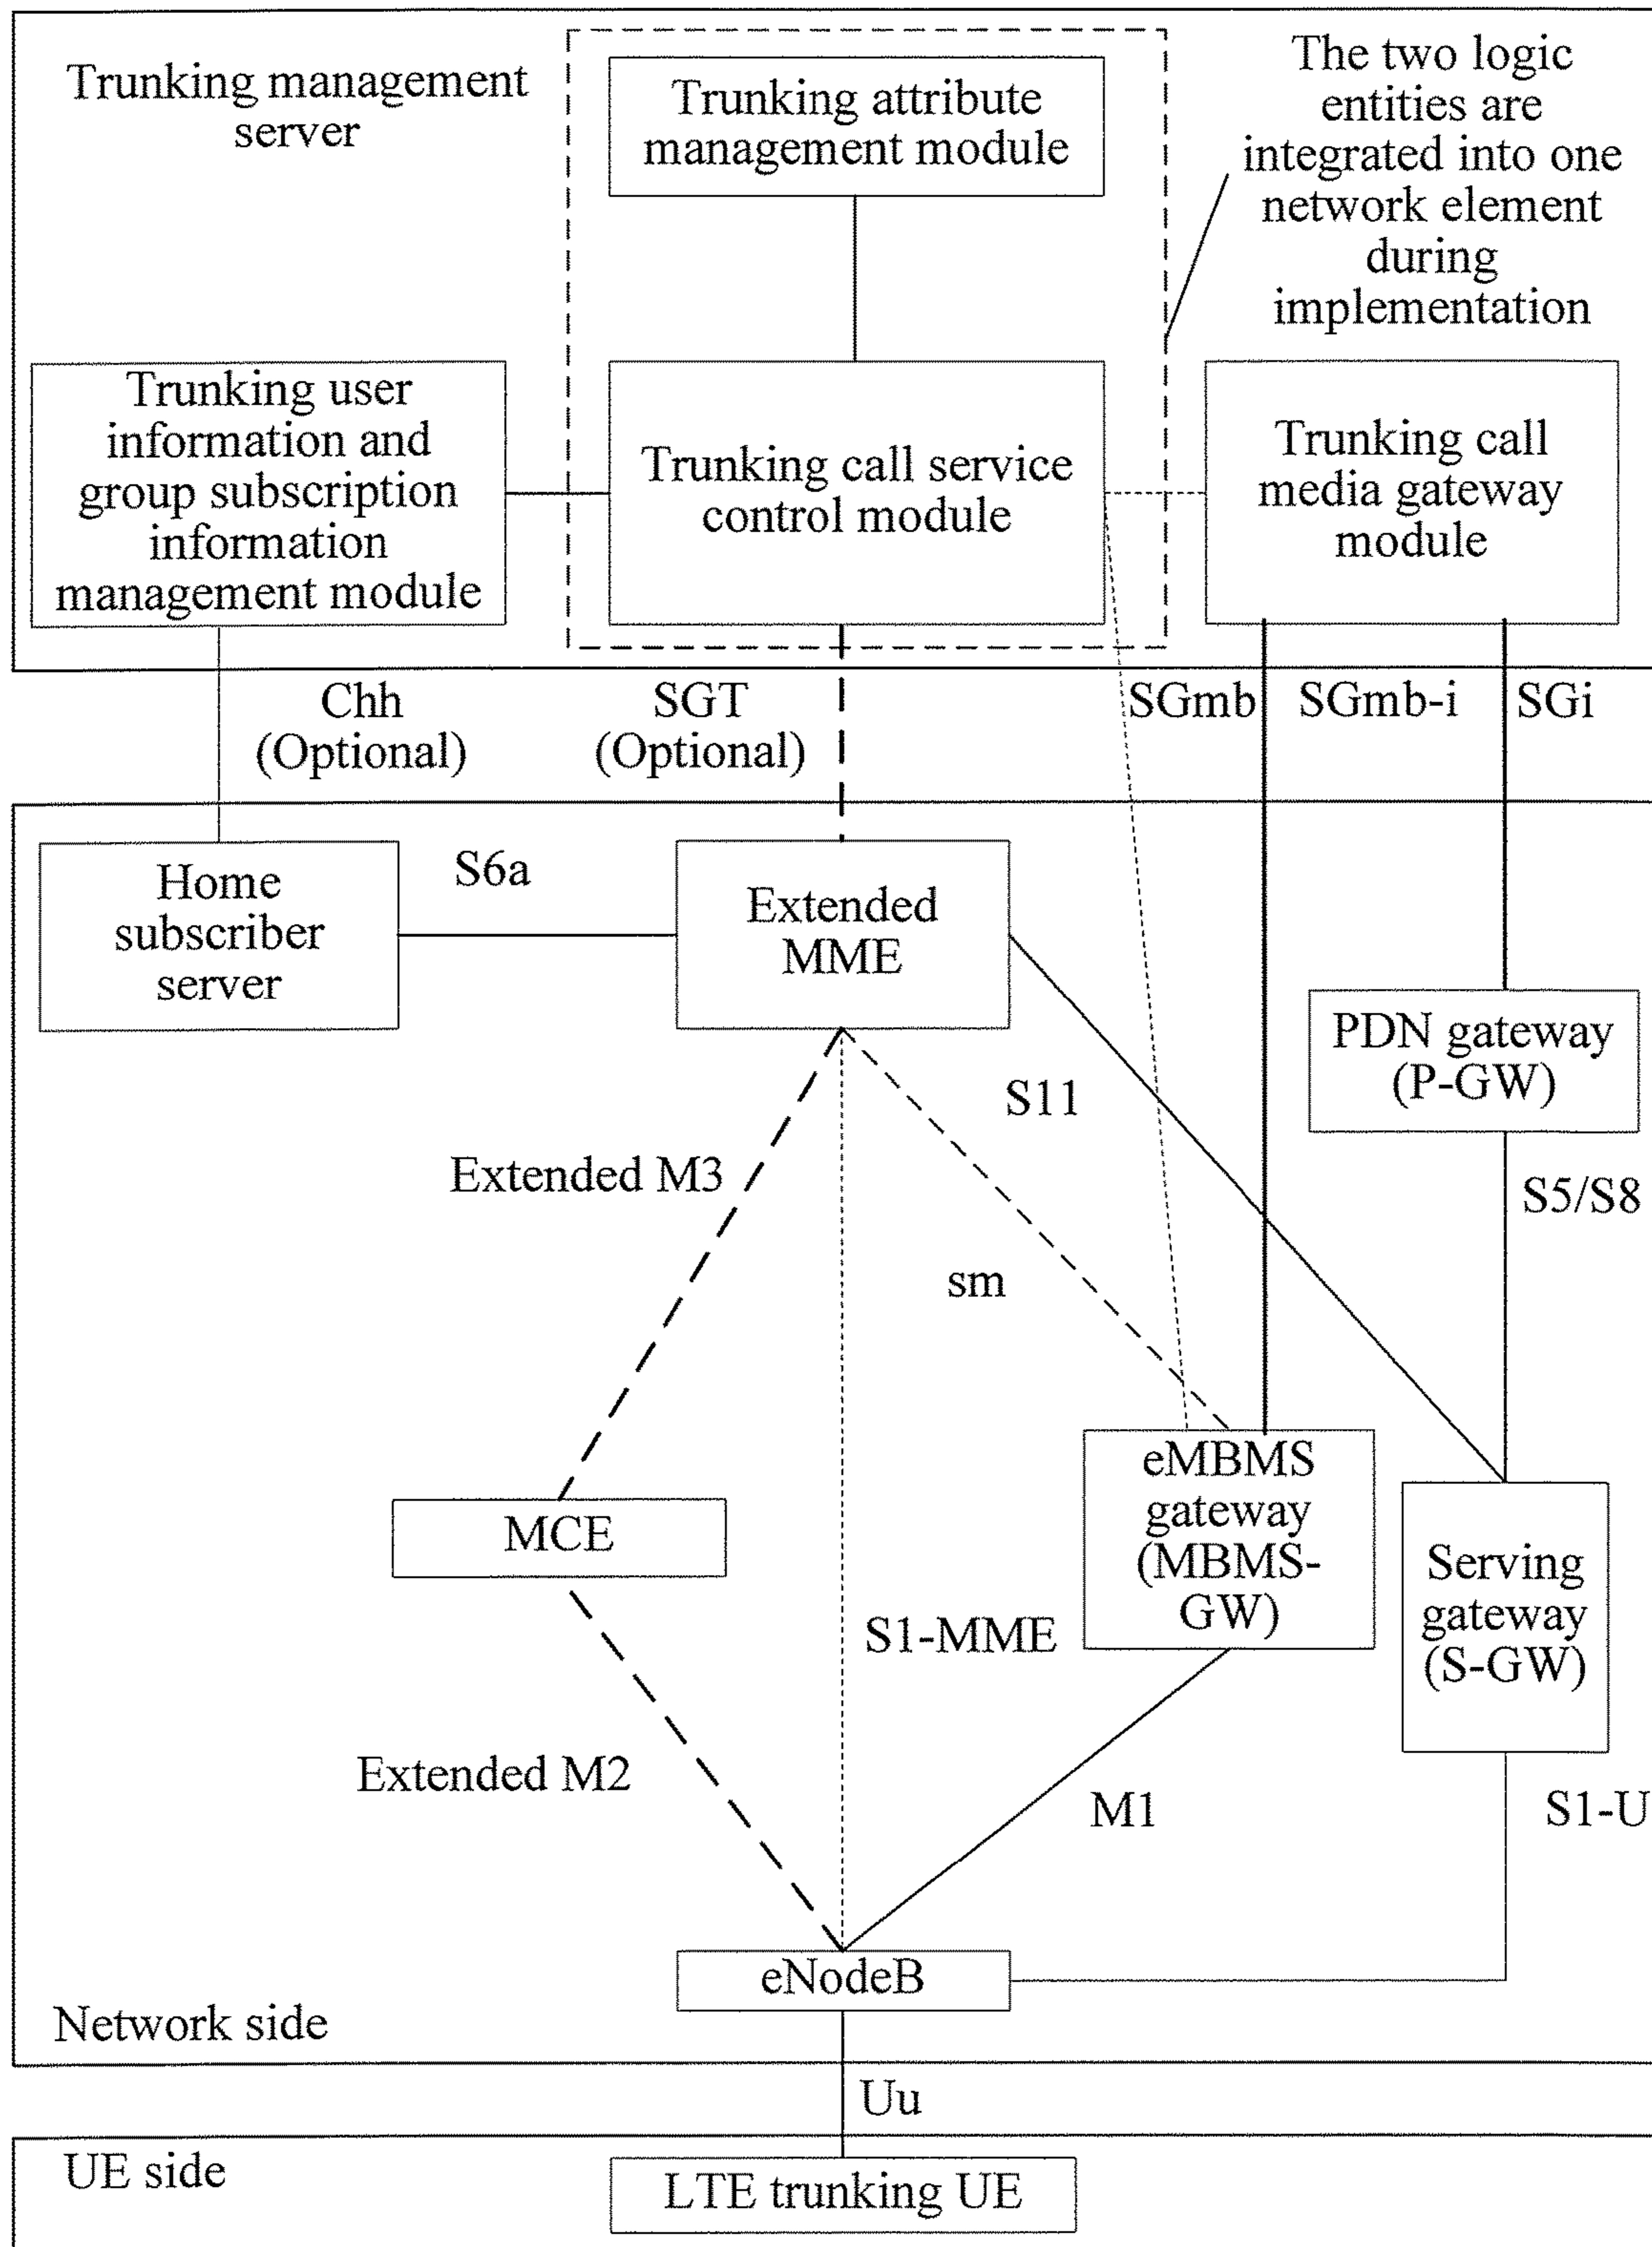 Trunking management
server
Trunking attribute
management module
The two logic
entities are
integrated into one
network element
during
implementation
Trunking user
information and
group subscription
information
management module
Trunking call service
control module
Trunking call
media gateway
module
Chh
(Optional)
SGT
(Optional)
SGmb
SGmb-i
SGi
Home
subscriber
server
S6a
Extended
MME
PDN gateway
(P-GW)
S11
Extended M3
S5/S8
sm
eMBMS
gateway
(MBMS-
GW)
MCE
Serving
gateway
(S-GW)
S1-MME
Extended M2
M1
S1-U
eNodeB
Network side
Uu
UE side
LTE trunking UE